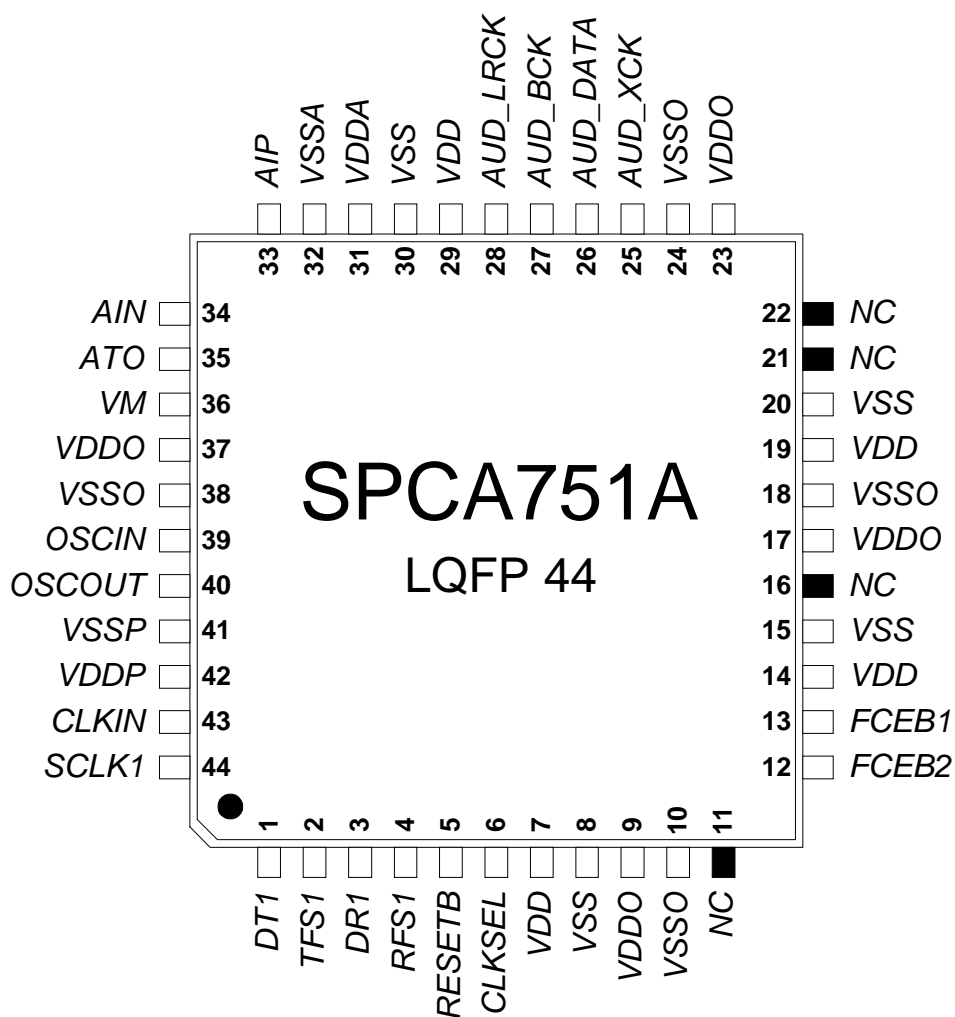 AIP VSSA VDDA VSS VDD AUD_LRCK AUD_BCK AUD_DATA AUD_XCK VSSO VDDO
33 32 31 30 29 28 27 26 25 24 23
AIN 34 22 NC
ATO 35 21 NC
VM 36 20 VSS
VDDO 37 19 VDD
VSSO 38 18 VSSO
OSCIN 39 17 VDDO
OSCOUT 40 16 NC
VSSP 41 15 VSS
VDDP 42 14 VDD
CLKIN 43 13 FCEB1
SCLK1 44 12 FCEB2
SPCA751A
LQFP 44
1 2 3 4 5 6 7 8 9 10 11
DT1 TFS1 DR1 RFS1 RESETB CLKSEL VDD VSS VDDO VSSO NC